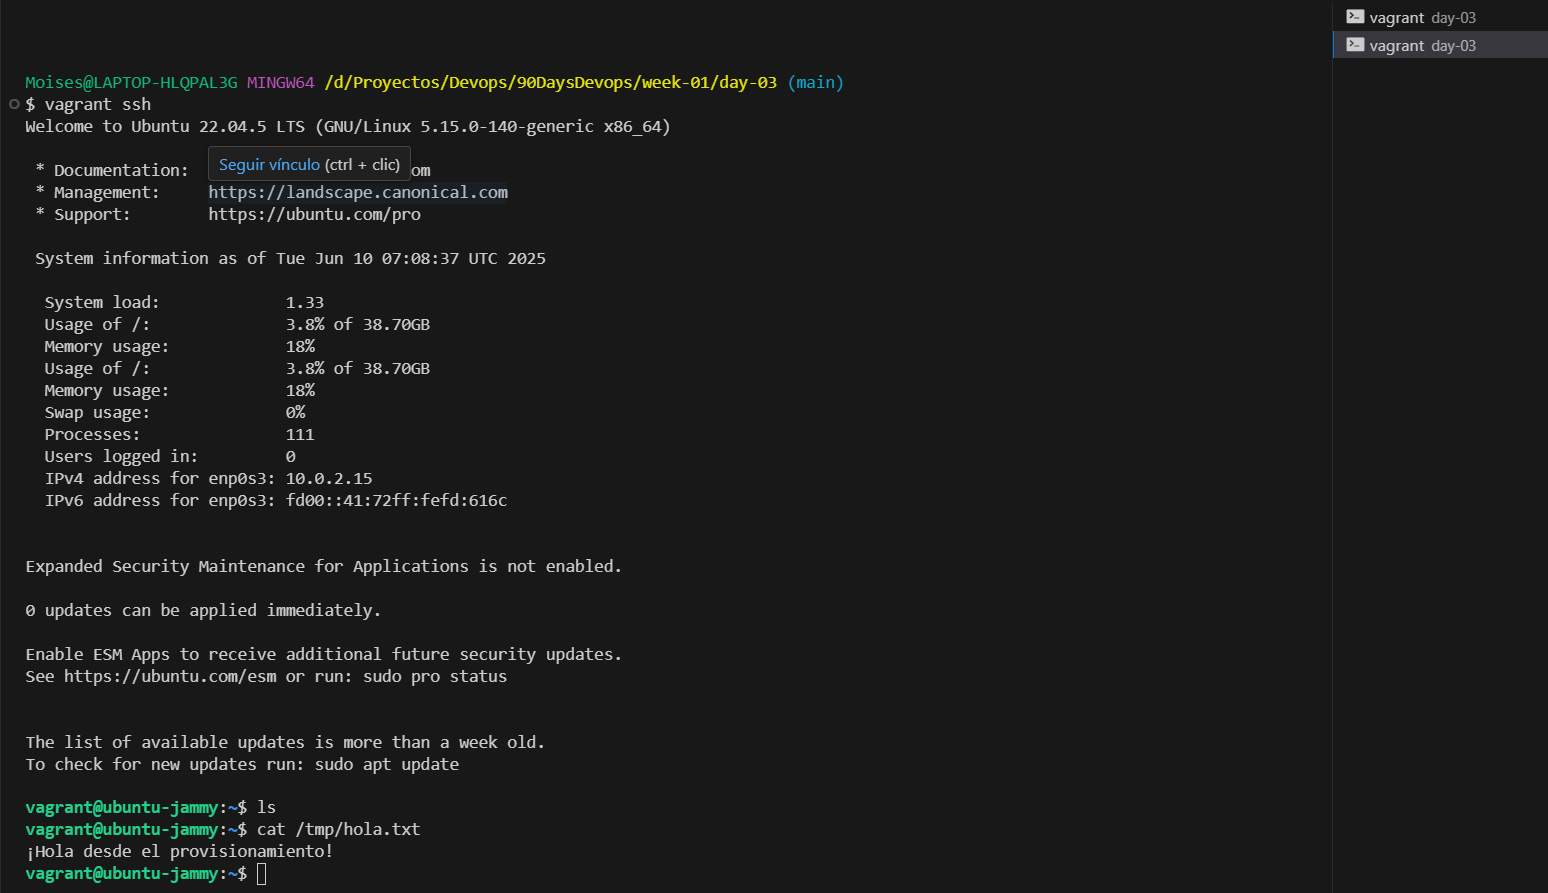 vagrant day-03
vagrant day-03
Moises@LAPTOP-HLQPAL3G MINGW64 /d/Proyectos/Devops/90DaysDevops/week-01/day-03 (main)
$ vagrant ssh
Welcome to Ubuntu 22.04.5 LTS (GNU/Linux 5.15.0-140-generic x86_64)
Seguir vínculo (ctrl + clic)
* Documentation: om
* Management: https://landscape.canonical.com
* Support: https://ubuntu.com/pro
System information as of Tue Jun 10 07:08:37 UTC 2025
System load: 1.33
Usage of /: 3.8% of 38.70GB
Memory usage: 18%
Usage of /: 3.8% of 38.70GB
Memory usage: 18%
Swap usage: 0%
Processes: 111
Users logged in: 0
IPv4 address for enp0s3: 10.0.2.15
IPv6 address for enp0s3: fd00::41:72ff:fefd:616c
Expanded Security Maintenance for Applications is not enabled.
0 updates can be applied immediately.
Enable ESM Apps to receive additional future security updates.
See https://ubuntu.com/esm or run: sudo pro status
The list of available updates is more than a week old.
To check for new updates run: sudo apt update
vagrant@ubuntu-jammy:~$ ls
vagrant@ubuntu-jammy:~$ cat /tmp/hola.txt
¡Hola desde el provisionamiento!
vagrant@ubuntu-jammy:~$